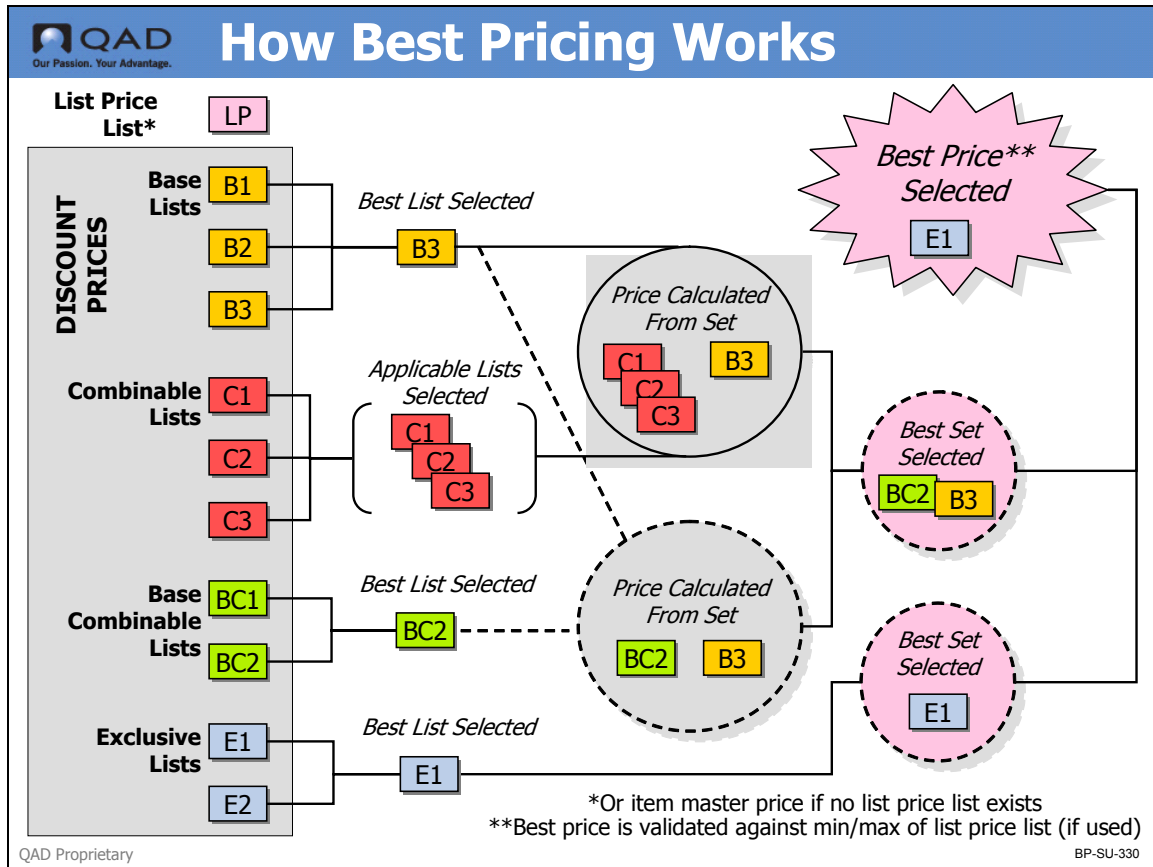 QAD
Our Passion. Your Advantage.
How Best Pricing Works
List Price
List*
LP
DISCOUNT
PRICES
Base
Lists
B1
B2
B3
Best List Selected
B3
Combinable
Lists
C1
C2
C3
Applicable Lists
Selected
C1
C2
C3
Base
Combinable
Lists
BC1
BC2
Best List Selected
BC2
Exclusive
Lists
E1
E2
Best List Selected
E1
Price Calculated
From Set
C1
C2
C3
B3
Price Calculated
From Set
BC2
B3
Best Set
Selected
BC2
B3
Best Set
Selected
E1
Best Price**
Selected
E1
*Or item master price if no list price list exists
**Best price is validated against min/max of list price list (if used)
QAD Proprietary
BP-SU-330